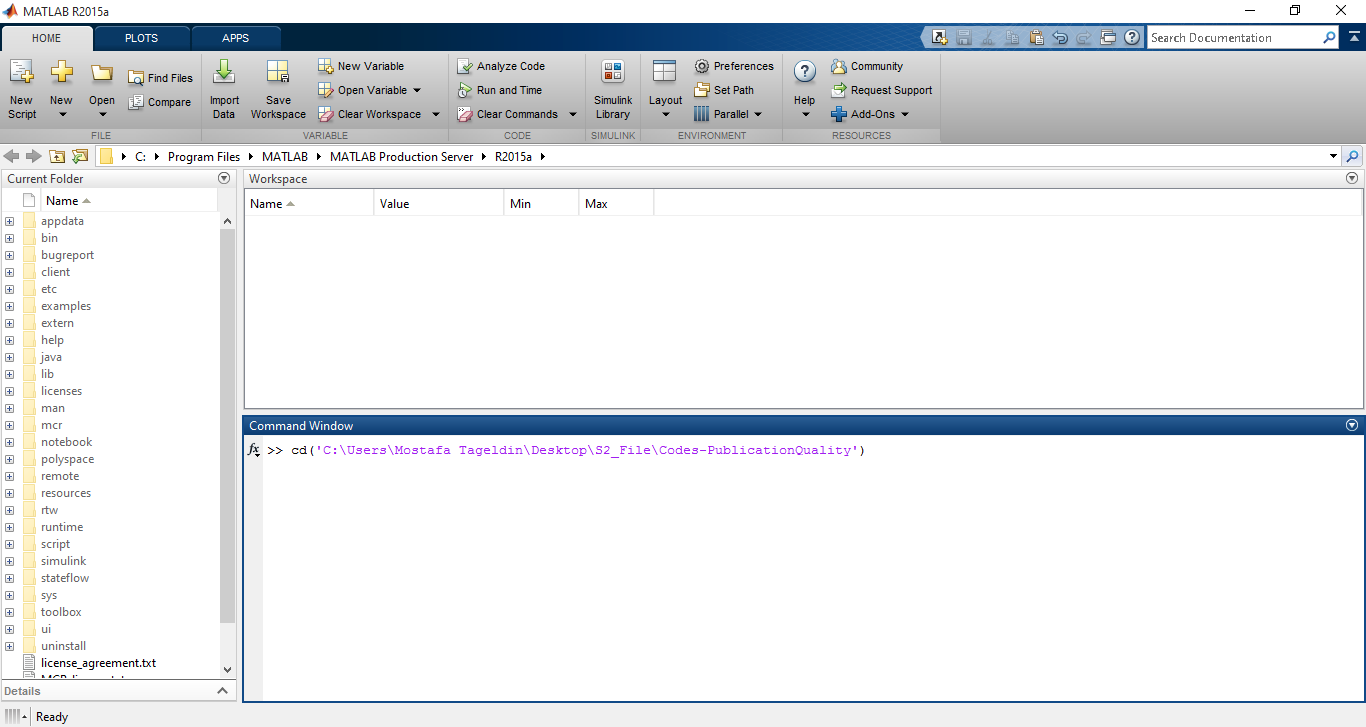 MATLAB R2015a
HOME PLOTS APPS
Search Documentation
New Script
New
Open
Find Files
Compare
FILE
Import Data
Save Workspace
New Variable
Open Variable
Clear Workspace
VARIABLE
Analyze Code
Run and Time
Clear Commands
CODE
Simulink Library
SIMULINK
Layout
Preferences
Set Path
Parallel
ENVIRONMENT
Help
Community
Request Support
Add-Ons
RESOURCES
C: Program Files MATLAB MATLAB Production Server R2015a
Current Folder
Name
appdata
bin
bugreport
client
etc
examples
extern
help
java
lib
licenses
man
mcr
notebook
polyspace
remote
resources
rtw
runtime
script
simulink
stateflow
sys
toolbox
ui
uninstall
license_agreement.txt
Details
Workspace
Name Value Min Max
Command Window
fx >> cd('C:\Users\Mostafa Tageldin\Desktop\S2_File\Codes-PublicationQuality')
Ready